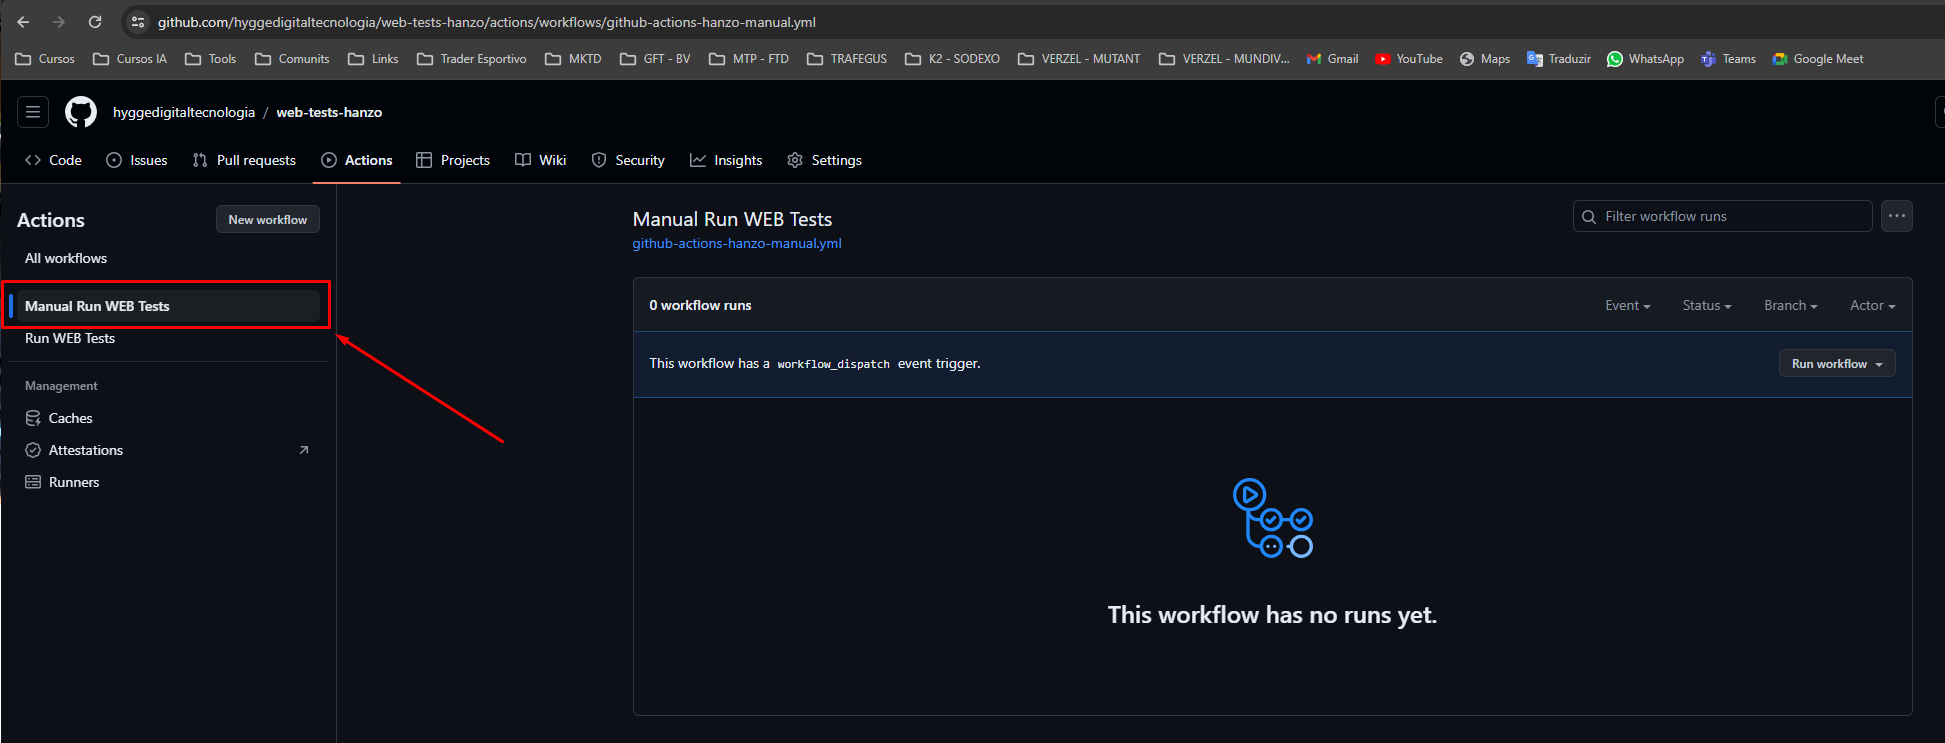 github.com/hyggedigitaltecnologia/web-tests-hanzo/actions/workflows/github-actions-hanzo-manual.yml
Cursos Cursos IA Tools Comunits Links Trader Esportivo MKTD GFT - BV MTP - FTD TRAFEGUS K2 - SODEXO VERZEL - MUTANT VERZEL - MUNDIV... Gmail YouTube Maps Traduzir WhatsApp Teams Google Meet
hyggedigitaltecnologia / web-tests-hanzo
Code Issues Pull requests Actions Projects Wiki Security Insights Settings
Actions New workflow
All workflows
Manual Run WEB Tests
Run WEB Tests
Management
Caches
Attestations
Runners
Manual Run WEB Tests
github-actions-hanzo-manual.yml
Filter workflow runs
0 workflow runs Event Status Branch Actor
This workflow has a workflow_dispatch event trigger. Run workflow
This workflow has no runs yet.